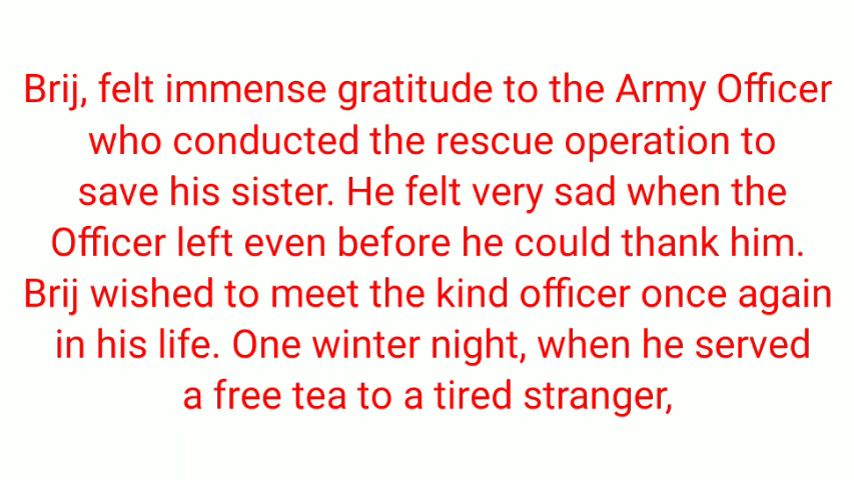 Brij, felt immense gratitude to the Army Officer
who conducted the rescue operation to
save his sister. He felt very sad when the
Officer left even before he could thank him.
Brij wished to meet the kind officer once again
in his life. One winter night, when he served
a free tea to a tired stranger,